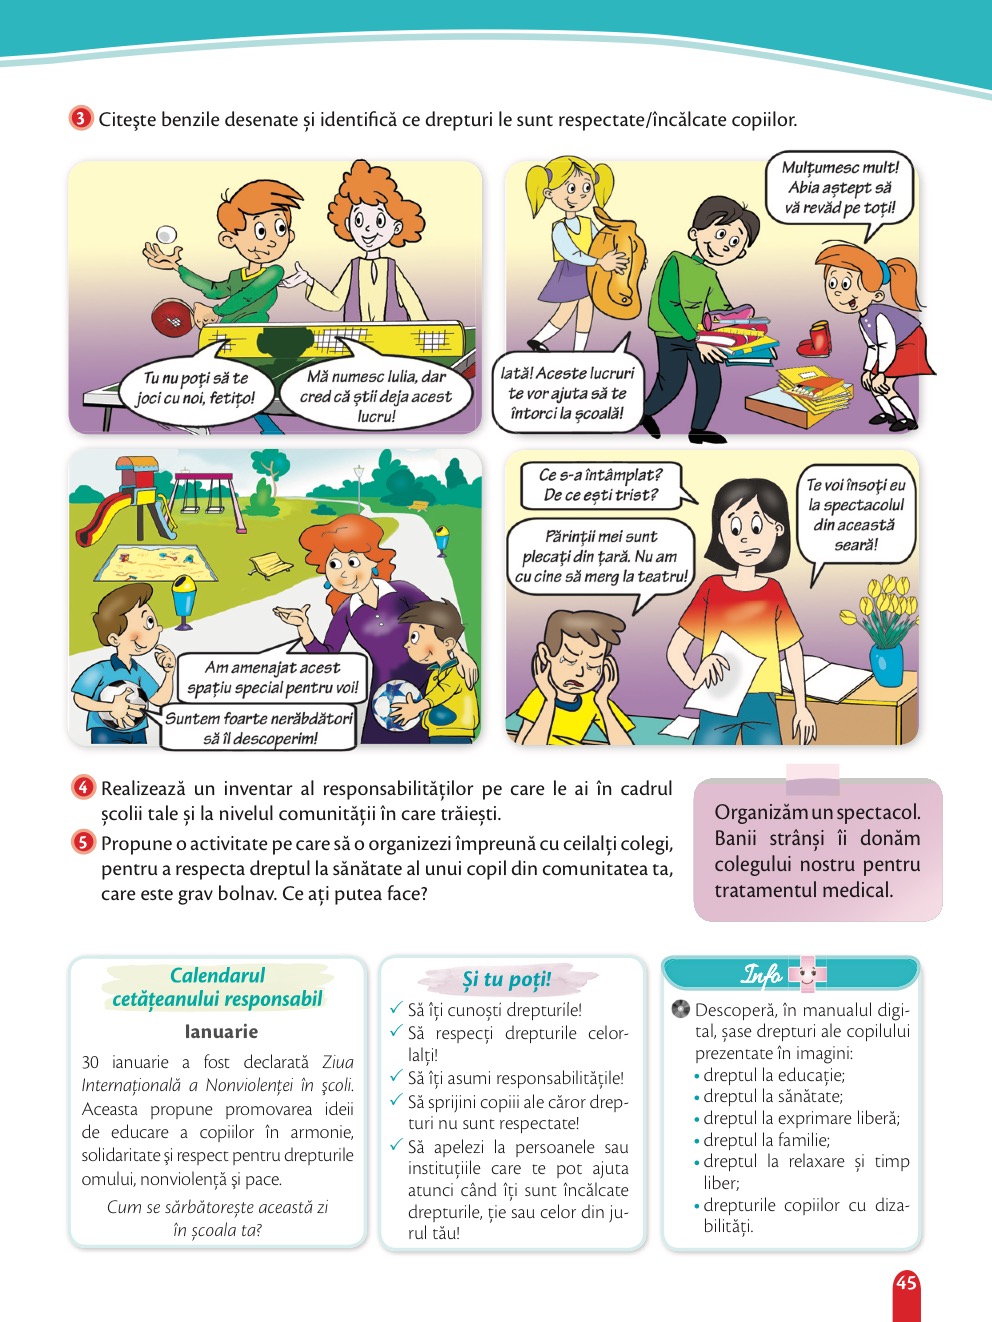 3 Citeşte benzile desenate și identifică ce drepturi le sunt respectate/încălcate copiilor.
Tu nu poți să te
joci cu noi, fetițo!
Mă numesc Iulia, dar
cred că știi deja acest
lucru!
Mulțumesc mult!
Abia aștept să
vă revăd pe toți!
Iată! Aceste lucruri
te vor ajuta să te
întorci la școală!
Am amenajat acest
spațiu special pentru voi!
Suntem foarte nerăbdători
să îl descoperim!
Ce s-a întâmplat?
De ce ești trist?
Părinții mei sunt
plecați din țară. Nu am
cu cine să merg la teatru!
Te voi însoți eu
la spectacolul
din această
seară!
4 Realizează un inventar al responsabilităților pe care le ai în cadrul
școlii tale și la nivelul comunității în care trăiești.
5 Propune o activitate pe care să o organizezi împreună cu ceilalți colegi,
pentru a respecta dreptul la sănătate al unui copil din comunitatea ta,
care este grav bolnav. Ce ați putea face?
Organizăm un spectacol.
Banii strânși îi donăm
colegului nostru pentru
tratamentul medical.
Calendarul
cetățeanului responsabil
Ianuarie
30 ianuarie a fost declarată Ziua
Internațională a Nonviolenței în şcoli.
Aceasta propune promovarea ideii
de educare a copiilor în armonie,
solidaritate şi respect pentru drepturile
omului, nonviolență şi pace.
Cum se sărbătorește această zi
în școala ta?
Și tu poți!
✓ Să îți cunoști drepturile!
✓ Să respecți drepturile celor-
lalți!
✓ Să îți asumi responsabilitățile!
✓ Să sprijini copiii ale căror drep-
turi nu sunt respectate!
✓ Să apelezi la persoanele sau
instituțiile care te pot ajuta
atunci când îți sunt încălcate
drepturile, ție sau celor din ju-
rul tău!
Info
Descoperă, în manualul digi-
tal, șase drepturi ale copilului
prezentate în imagini:
• dreptul la educație;
• dreptul la sănătate;
• dreptul la exprimare liberă;
• dreptul la familie;
• dreptul la relaxare și timp
liber;
• drepturile copiilor cu diza-
bilități.
45